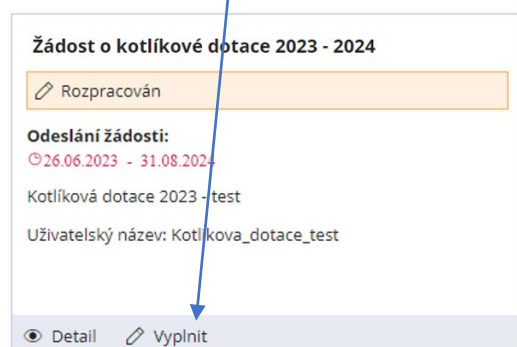 Žádost o kotlíkové dotace 2023 - 2024
Rozpracován
Odeslání žádosti:
26.06.2023 - 31.08.2024
Kotlíková dotace 2023 - test
Uživatelský název: Kotlikova_dotace_test
Detail Vyplnit